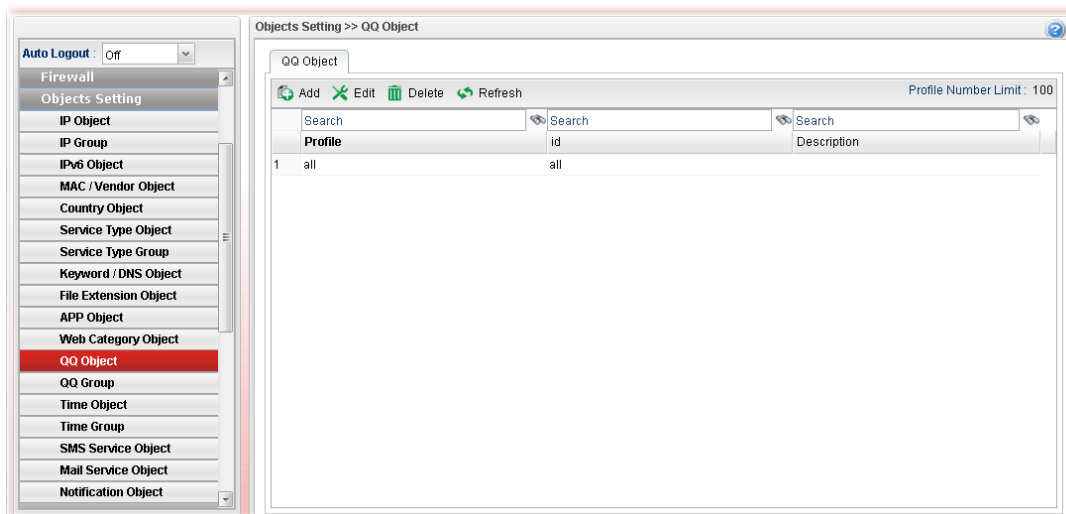 Objects Setting >> QQ Object
Auto Logout : Off
Firewall
Objects Setting
IP Object
IP Group
IPv6 Object
MAC / Vendor Object
Country Object
Service Type Object
Service Type Group
Keyword / DNS Object
File Extension Object
APP Object
Web Category Object
QQ Object
QQ Group
Time Object
Time Group
SMS Service Object
Mail Service Object
Notification Object
QQ Object
Add Edit Delete Refresh Profile Number Limit : 100
Search Search Search
Profile id Description
1 all all